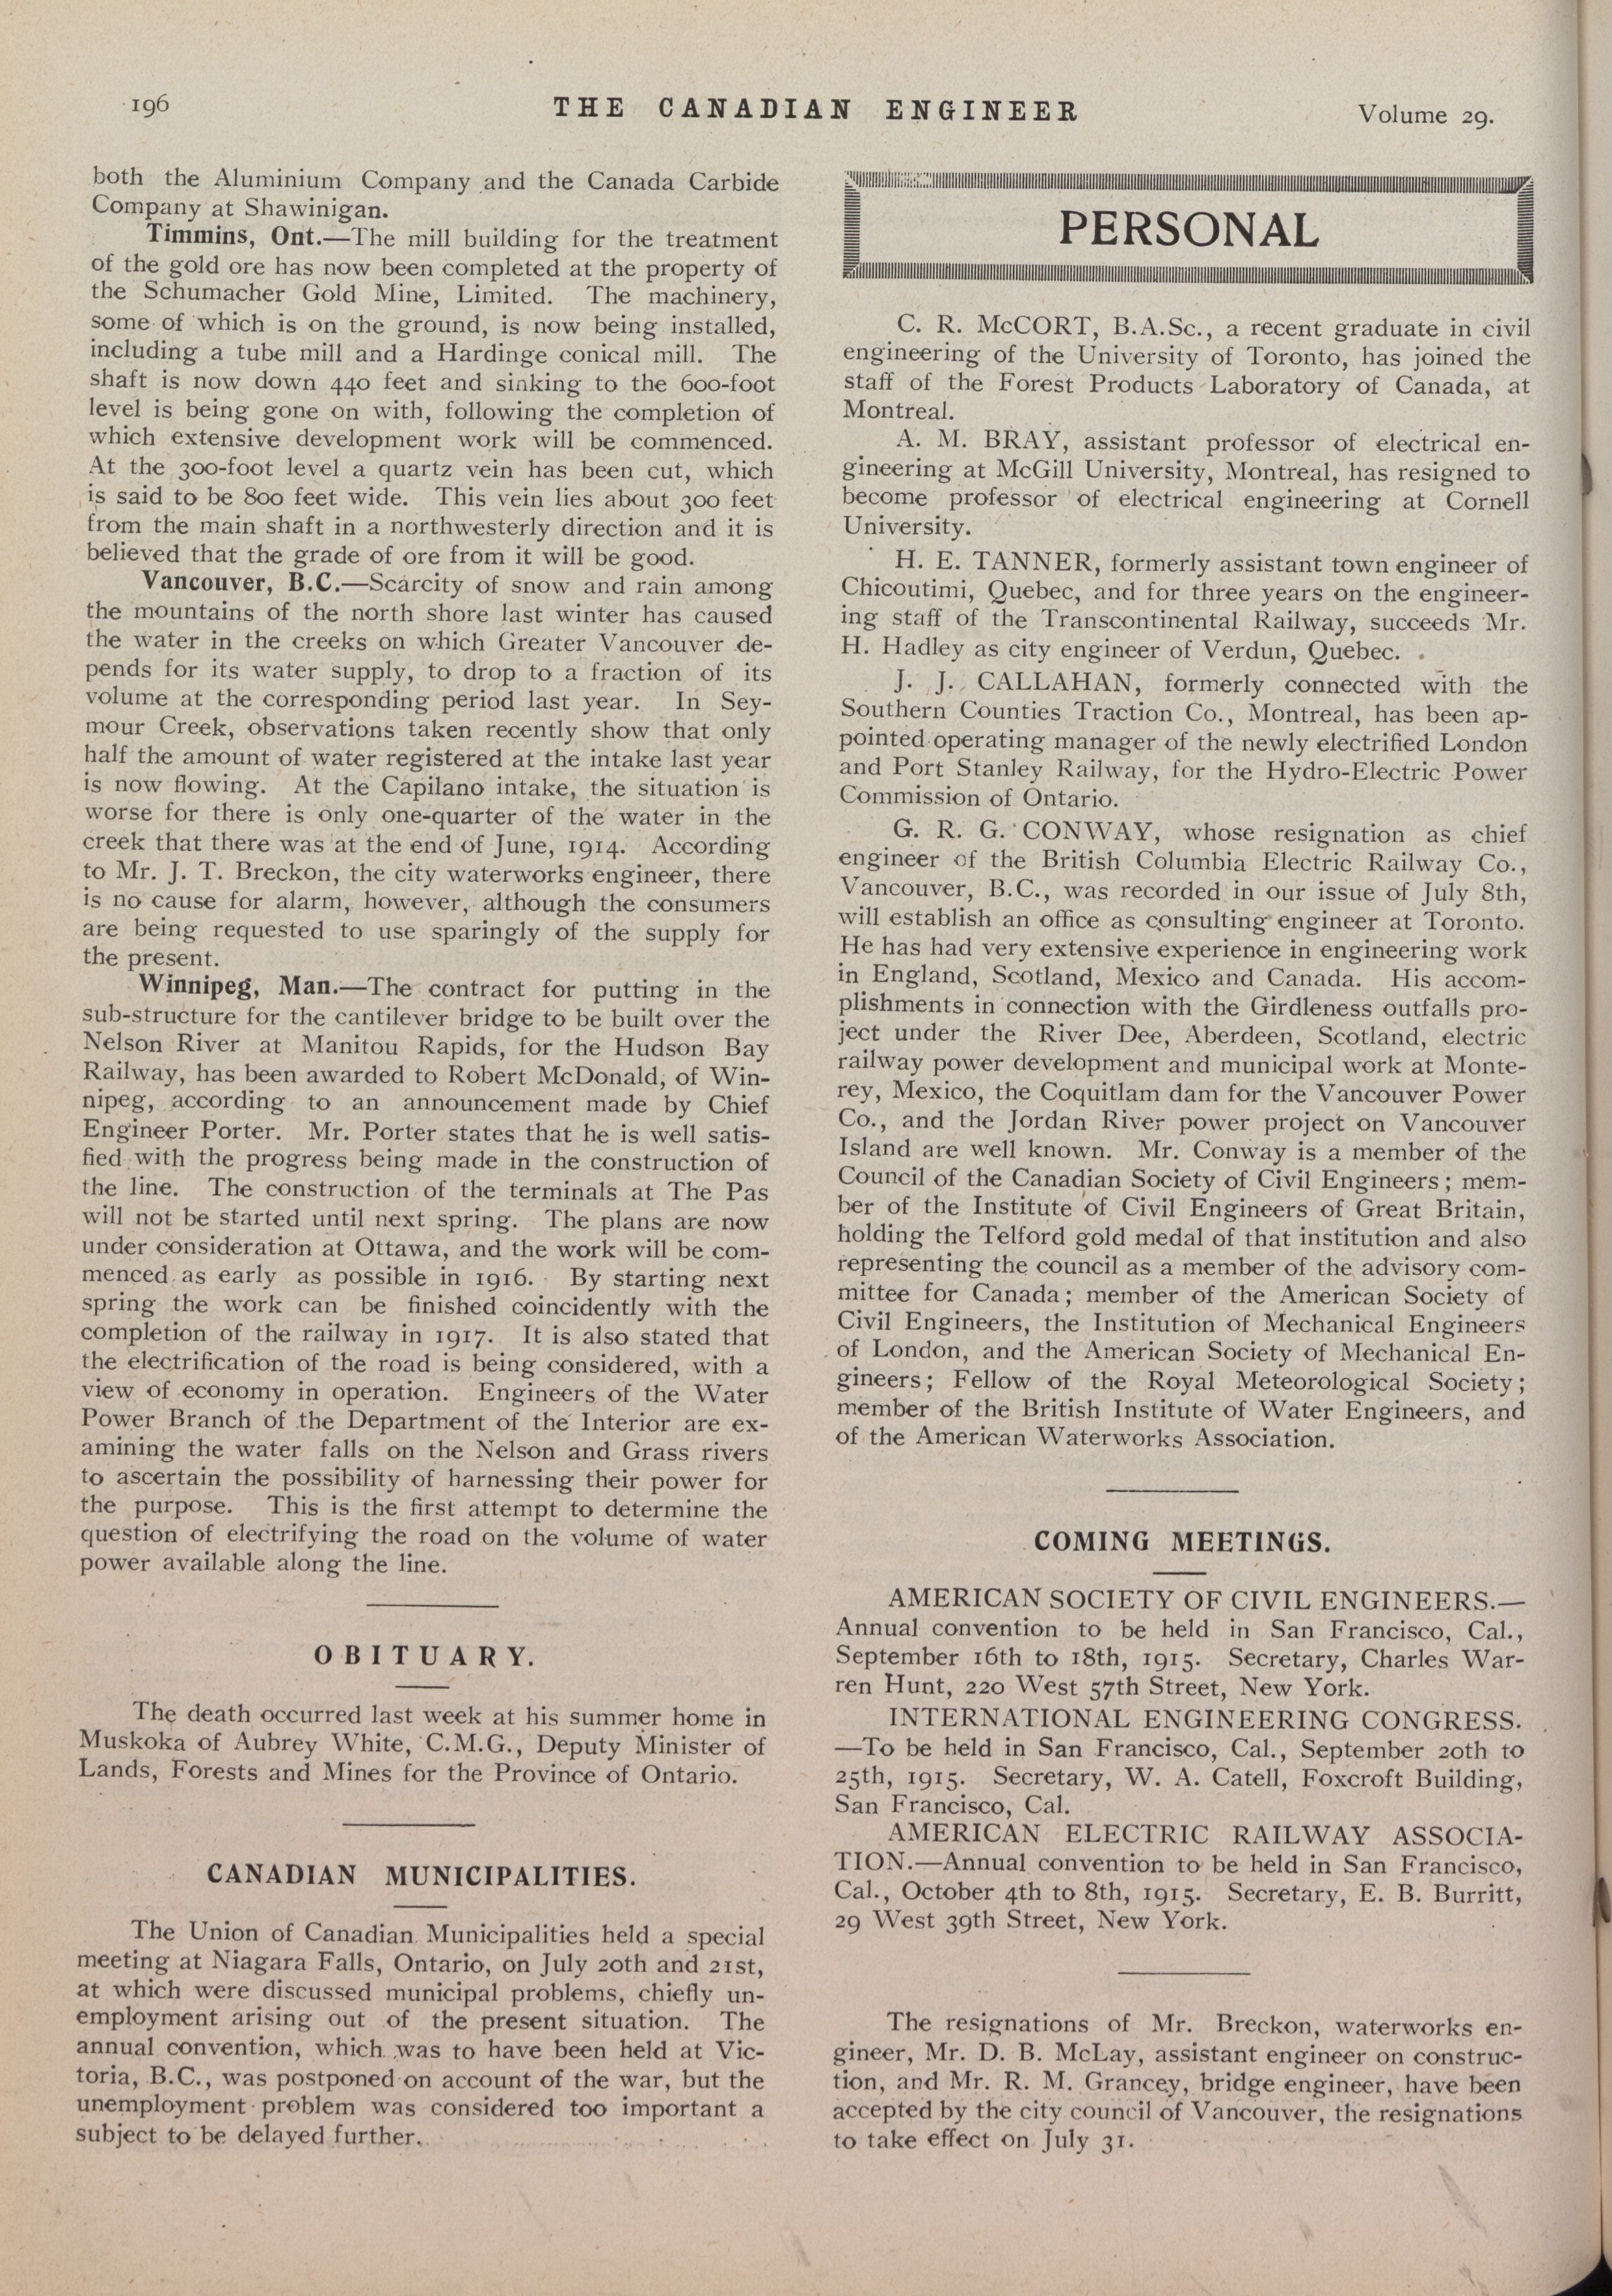 196
THE CANADIAN ENGINEER
Volume 29.
both the Aluminium Company and the Canada Carbide
Company at Shawinigan.
Timmins, Ont.—The mill building for the treatment
of the gold ore has now been completed at the property of
the Schumacher Gold Mine, Limited. The machinery,
some of which is on the ground, is now being installed,
including a tube mill and a Hardinge conical mill. The
shaft is now down 440 feet and sinking to the 600-foot
level is being gone on with, following the completion of
which extensive development work will be commenced.
At the 300-foot level a quartz vein has been cut, which
is said to be 800 feet wide. This vein lies about 300 feet
from the main shaft in a northwesterly direction and it is
believed that the grade of ore from it will be good.
Vancouver, B.C.—Scarcity of snow and rain among
the mountains of the north shore last winter has caused
the water in the creeks on which Greater Vancouver de-
pends for its water supply, to drop to a fraction of its
volume at the corresponding period last year. In Sey-
mour Creek, observations taken recently show that only
half the amount of water registered at the intake last year
is now flowing. At the Capilano intake, the situation is
worse for there is only one-quarter of the water in the
creek that there was at the end of June, 1914. According
to Mr. J. T. Breckon, the city waterworks engineer, there
is no cause for alarm, however, although the consumers
are being requested to use sparingly of the supply for
the present.
Winnipeg, Man.—The contract for putting in the
sub-structure for the cantilever bridge to be built over the
Nelson River at Manitou Rapids, for the Hudson Bay
Railway, has been awarded to Robert McDonald, of Win-
nipeg, according to an announcement made by Chief
Engineer Porter. Mr. Porter states that he is well satis-
fied with the progress being made in the construction of
the line. The construction of the terminals at The Pas
will not be started until next spring. The plans are now
under consideration at Ottawa, and the work will be com-
menced as early as possible in 1916. By starting next
spring the work can be finished coincidently with the
completion of the railway in 1917. It is also stated that
the electrification of the road is being considered, with a
view of economy in operation. Engineers of the Water
Power Branch of the Department of the Interior are ex-
amining the water falls on the Nelson and Grass rivers
to ascertain the possibility of harnessing their power for
the purpose. This is the first attempt to determine the
question of electrifying the road on the volume of water
power available along the line.
OBITUARY.
The death occurred last week at his summer home in
Muskoka of Aubrey White, C.M.G., Deputy Minister of
Lands, Forests and Mines for the Province of Ontario.
CANADIAN MUNICIPALITIES.
The Union of Canadian Municipalities held a special
meeting at Niagara Falls, Ontario, on July 20th and 21st,
at which were discussed municipal problems, chiefly un-
employment arising out of the present situation. The
annual convention, which was to have been held at Vic-
toria, B.C., was postponed on account of the war, but the
unemployment problem was considered too important a
subject to be delayed further.
PERSONAL
C. R. McCORT, B.A.Sc., a recent graduate in civil
engineering of the University of Toronto, has joined the
staff of the Forest Products Laboratory of Canada, at
Montreal.
A. M. BRAY, assistant professor of electrical en-
gineering at McGill University, Montreal, has resigned to
become professor of electrical engineering at Cornell
University.
H. E. TANNER, formerly assistant town engineer of
Chicoutimi, Quebec, and for three years on the engineer-
ing staff of the Transcontinental Railway, succeeds Mr.
H. Hadley as city engineer of Verdun, Quebec.
J. J. CALLAHAN, formerly connected with the
Southern Counties Traction Co., Montreal, has been ap-
pointed operating manager of the newly electrified London
and Port Stanley Railway, for the Hydro-Electric Power
Commission of Ontario.
G. R. G. CONWAY, whose resignation as chief
engineer of the British Columbia Electric Railway Co.,
Vancouver, B.C., was recorded in our issue of July 8th,
will establish an office as consulting engineer at Toronto.
He has had very extensive experience in engineering work
in England, Scotland, Mexico and Canada. His accom-
plishments in connection with the Girdleness outfalls pro-
ject under the River Dee, Aberdeen, Scotland, electric
railway power development and municipal work at Monte-
rey, Mexico, the Coquitlam dam for the Vancouver Power
Co., and the Jordan River power project on Vancouver
Island are well known. Mr. Conway is a member of the
Council of the Canadian Society of Civil Engineers; mem-
ber of the Institute of Civil Engineers of Great Britain,
holding the Telford gold medal of that institution and also
representing the council as a member of the advisory com-
mittee for Canada; member of the American Society of
Civil Engineers, the Institution of Mechanical Engineers
of London, and the American Society of Mechanical En-
gineers; Fellow of the Royal Meteorological Society;
member of the British Institute of Water Engineers, and
of the American Waterworks Association.
COMING MEETINGS.
AMERICAN SOCIETY OF CIVIL ENGINEERS.—
Annual convention to be held in San Francisco, Cal.,
September 16th to 18th, 1915. Secretary, Charles War-
ren Hunt, 220 West 57th Street, New York.
INTERNATIONAL ENGINEERING CONGRESS.
—To be held in San Francisco, Cal., September 20th to
25th, 1915. Secretary, W. A. Catell, Foxcroft Building,
San Francisco, Cal.
AMERICAN ELECTRIC RAILWAY ASSOCIA-
TION.—Annual convention to be held in San Francisco,
Cal., October 4th to 8th, 1915. Secretary, E. B. Burritt,
29 West 39th Street, New York.
The resignations of Mr. Breckon, waterworks en-
gineer, Mr. D. B. McLay, assistant engineer on construc-
tion, and Mr. R. M. Grancey, bridge engineer, have been
accepted by the city council of Vancouver, the resignations
to take effect on July 31.